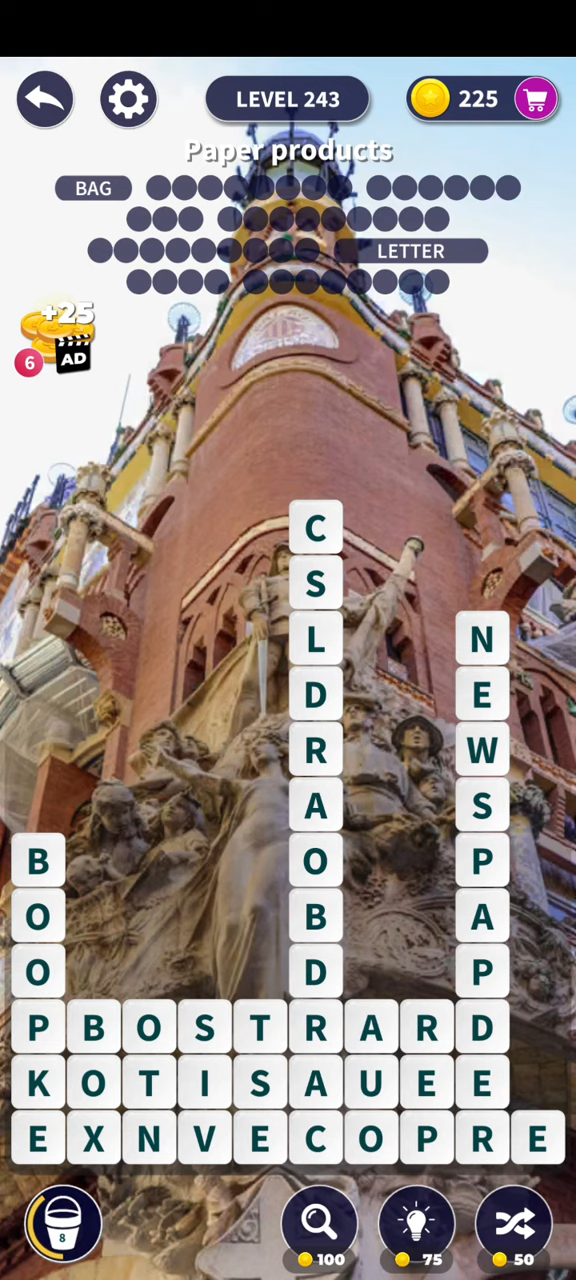 LEVEL 243
225
Paper products
BAG
LETTER
+25
AD
6
C
S
L N
D E
R W
A S
B O P
O B A
O D P
P B O S T R A R D
K O T I S A U E E
E X N V E C O P R E
8
100
75
50